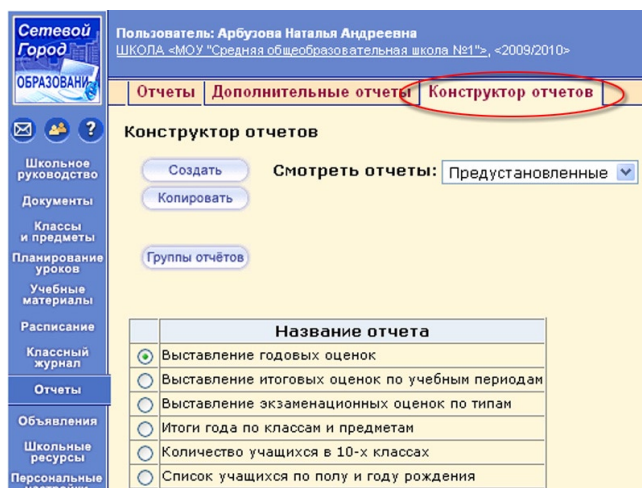 Сетевой
Город
ОБРАЗОВАНИ
Пользователь: Арбузова Наталья Андреевна
ШКОЛА <МОУ "Средняя общеобразовательная школа №1">, <2009/2010>
Отчеты Дополнительные отчеты Конструктор отчетов
?
Конструктор отчетов
Школьное
руководство
Документы
Классы
и предметы
Планирование
уроков
Учебные
материалы
Расписание
Классный
журнал
Отчеты
Объявления
Школьные
ресурсы
Персональные
настройки
Создать
Смотреть отчеты: Предустановленные
Копировать
Группы отчётов
Название отчета
Выставление годовых оценок
Выставление итоговых оценок по учебным периодам
Выставление экзаменационных оценок по типам
Итоги года по классам и предметам
Количество учащихся в 10-х классах
Список учащихся по полу и году рождения